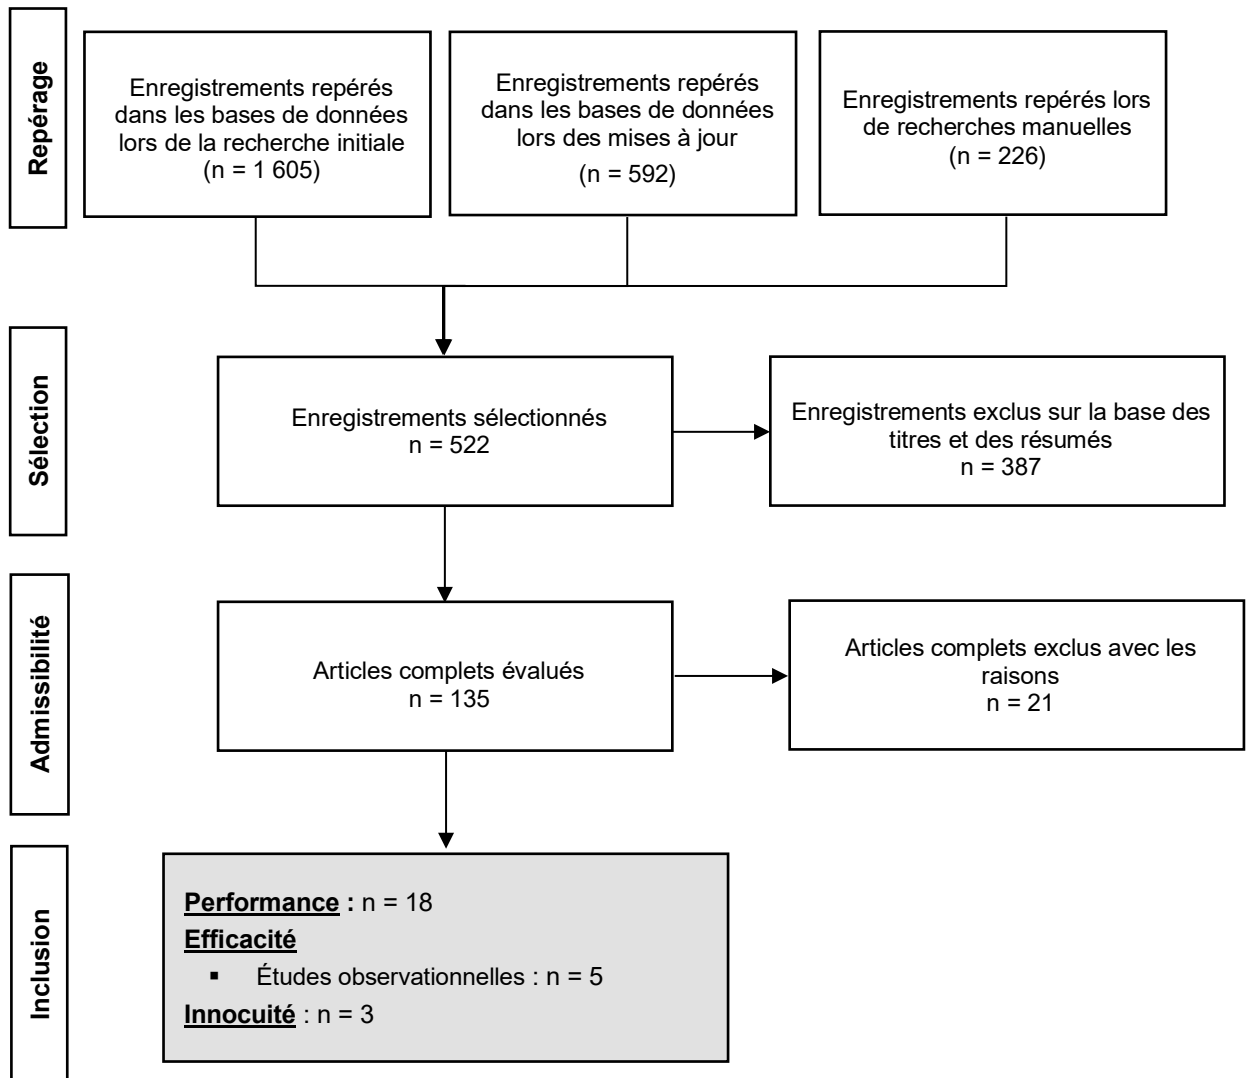 Repérage
Enregistrements repérés
dans les bases de données
lors de la recherche initiale
(n = 1 605)
Enregistrements repérés
dans les bases de données
lors des mises à jour
(n = 592)
Enregistrements repérés lors
de recherches manuelles
(n = 226)
Sélection
Enregistrements sélectionnés
n = 522
Enregistrements exclus sur la base des
titres et des résumés
n = 387
Admissibilité
Articles complets évalués
n = 135
Articles complets exclus avec les
raisons
n = 21
Inclusion
Performance : n = 18
Efficacité
▪ Études observationnelles : n = 5
Innocuité : n = 3